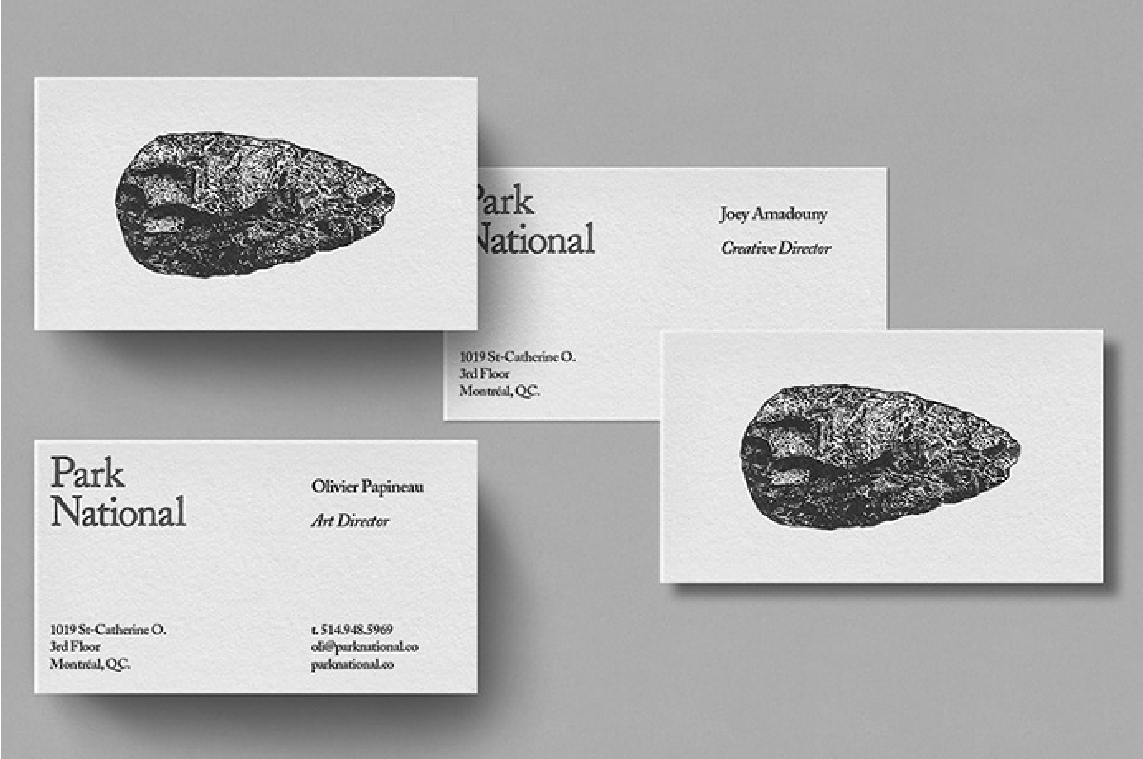 Park
National
Joey Amadouny
Creative Director
1019 St-Catherine O.
3rd Floor
Montréal, QC.
Park
National
Olivier Papineau
Art Director
1019 St-Catherine O.
3rd Floor
Montréal, QC.
t. 514.948.5969
oli@parknational.co
parknational.co